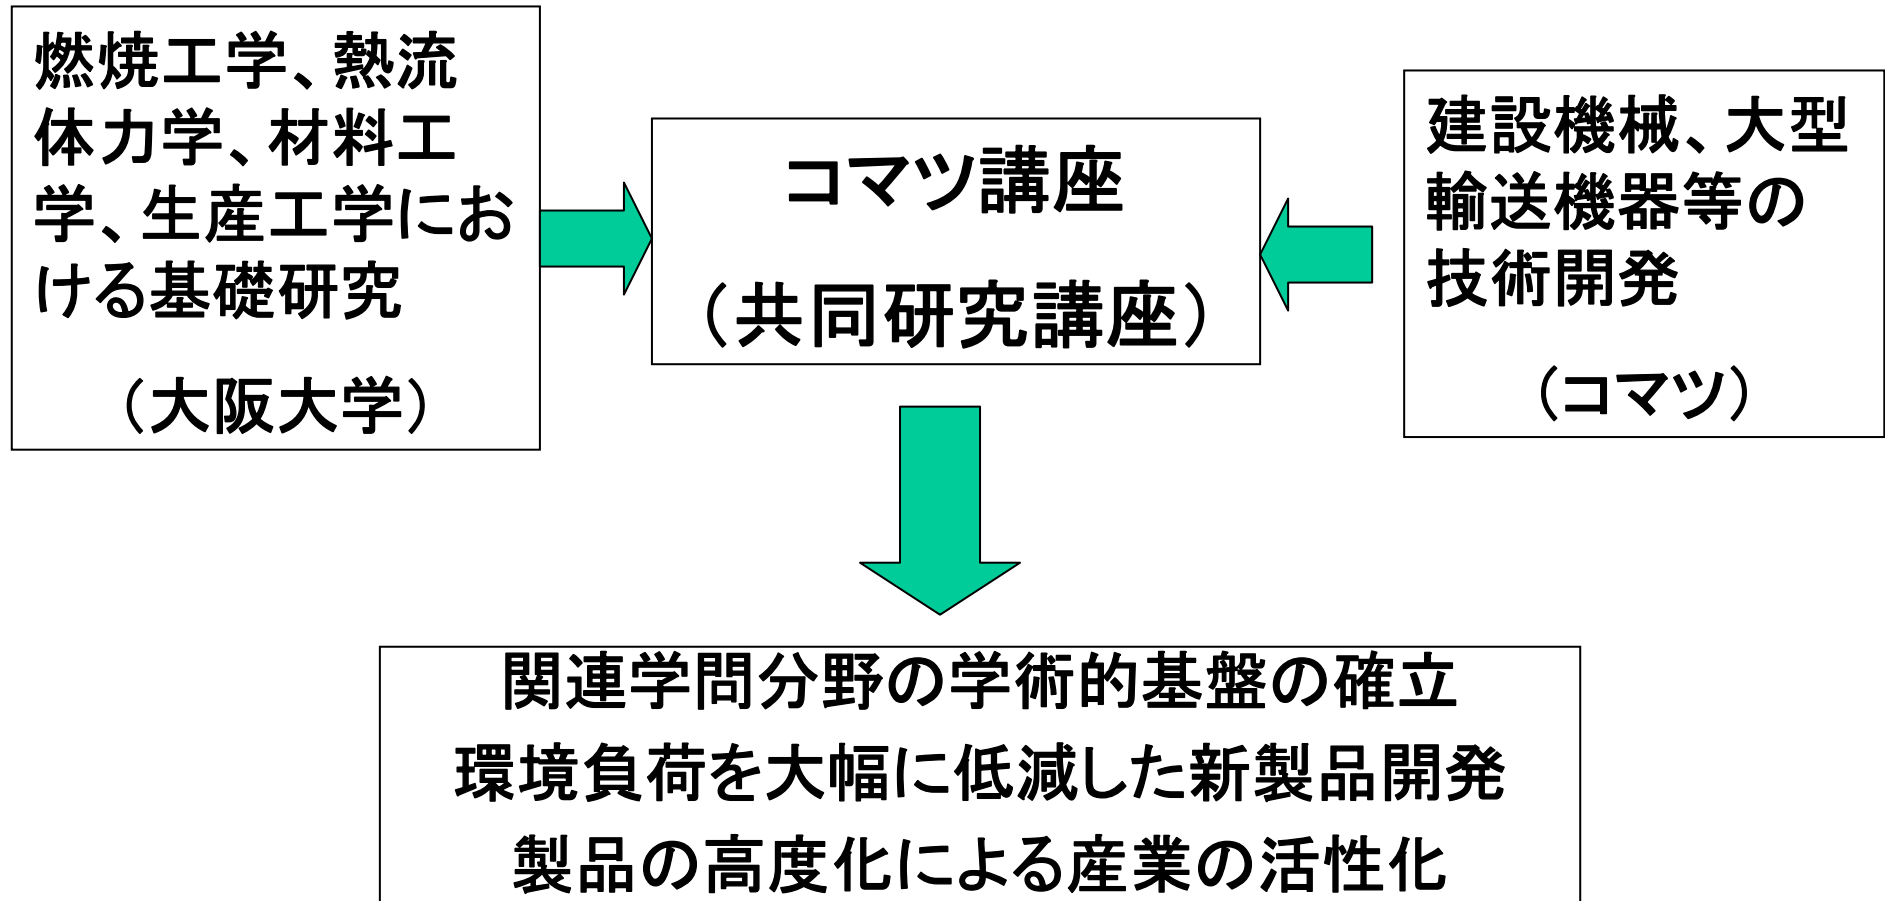 燃焼工学、熱流
体力学、材料工
学、生産工学にお
ける基礎研究
（大阪大学）
コマツ講座
（共同研究講座）
建設機械、大型
輸送機器等の
技術開発
（コマツ）
関連学問分野の学術的基盤の確立
環境負荷を大幅に低減した新製品開発
製品の高度化による産業の活性化